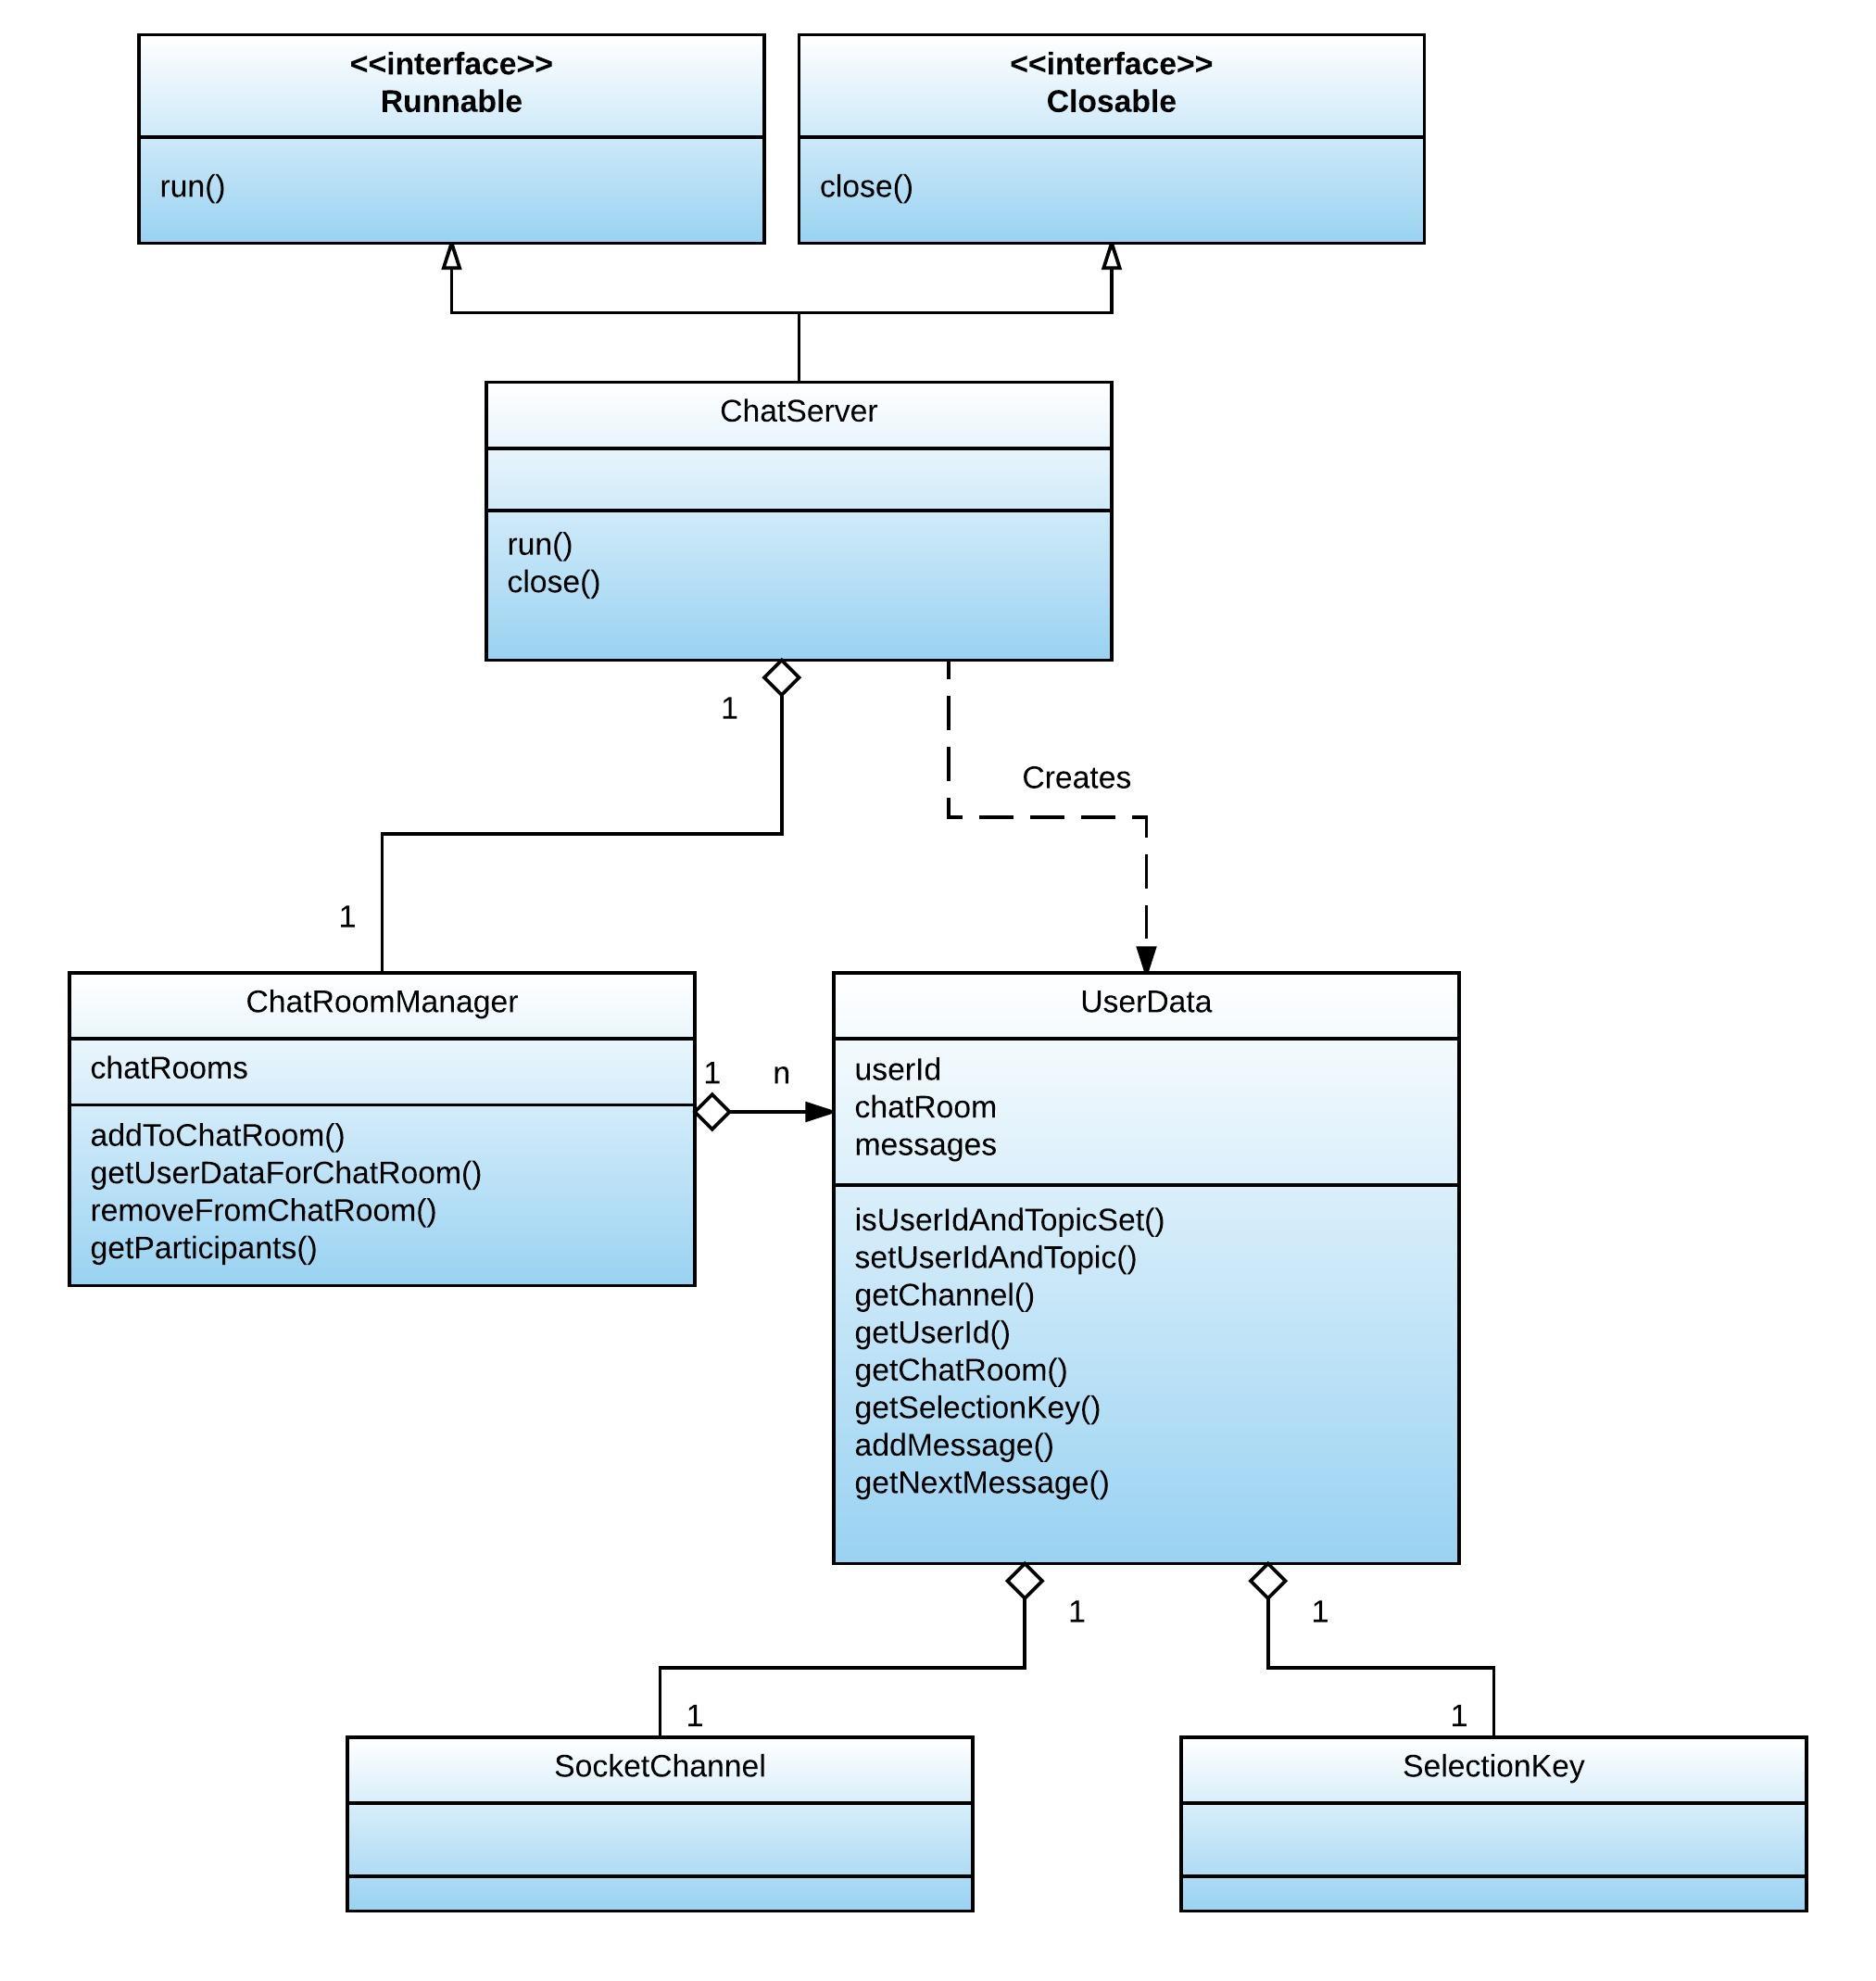 <<interface>>
Runnable
run()
<<interface>>
Closable
close()
ChatServer
run()
close()
1
Creates
1
ChatRoomManager
chatRooms
addToChatRoom()
getUserDataForChatRoom()
removeFromChatRoom()
getParticipants()
1
n
UserData
userId
chatRoom
messages
isUserIdAndTopicSet()
setUserIdAndTopic()
getChannel()
getUserId()
getChatRoom()
getSelectionKey()
addMessage()
getNextMessage()
1
1
1
1
SocketChannel
SelectionKey